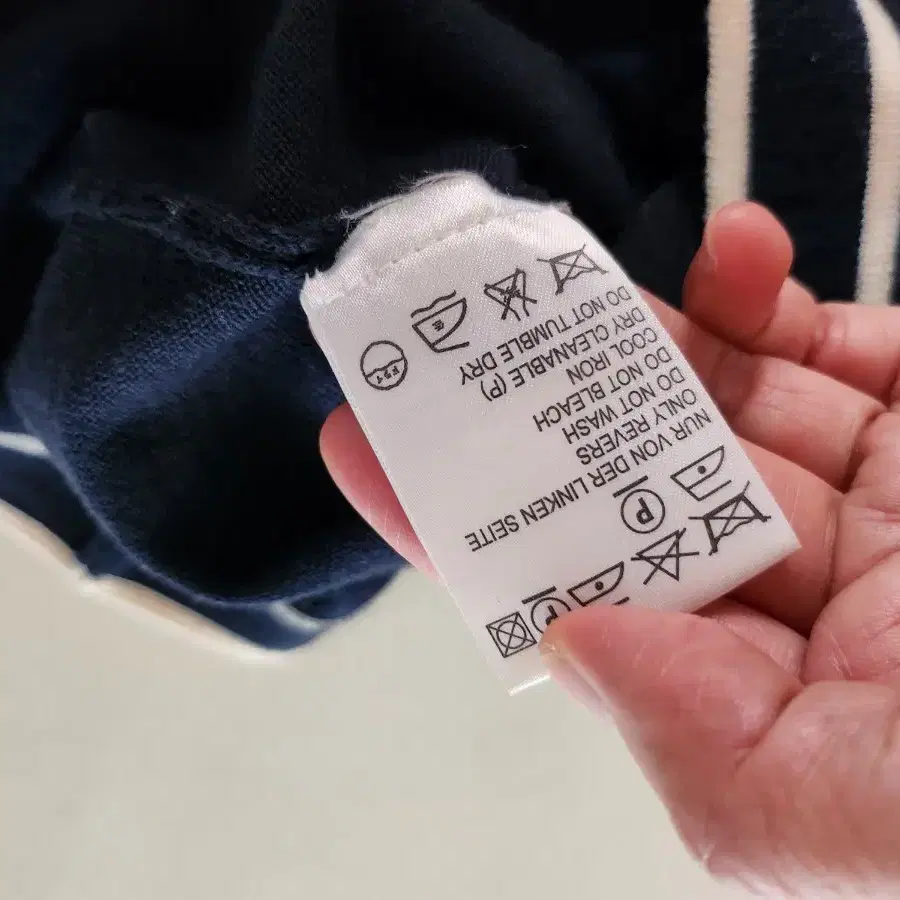 P
P
NUR VON DER LINKEN SEITE
ONLY REVERS
DO NOT WASH
DO NOT BLEACH
COOL IRON
DRY CLEANABLE (P)
DO NOT TUMBLE DRY